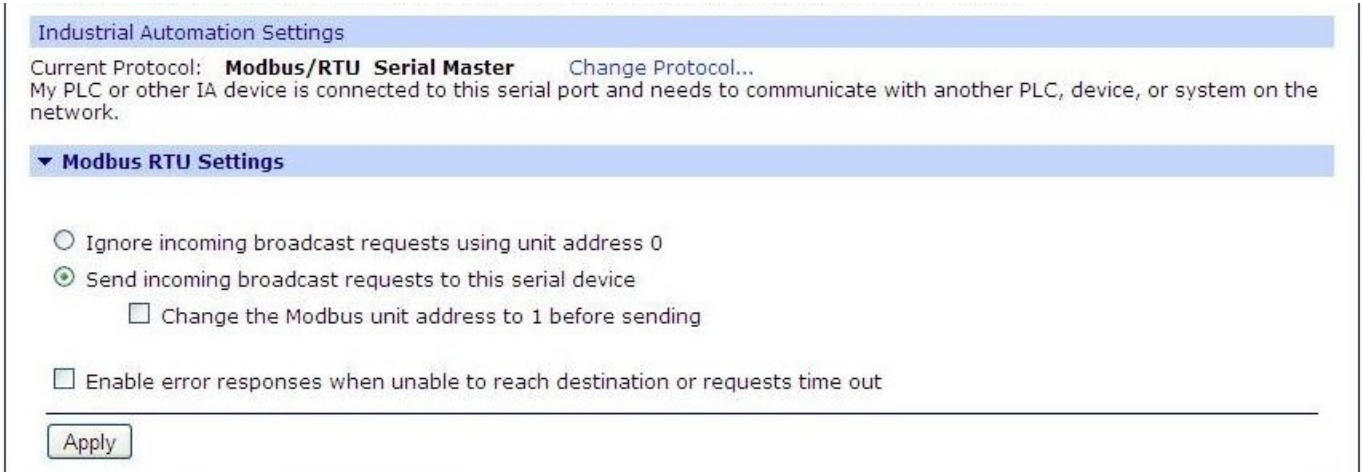 Industrial Automation Settings
Current Protocol: Modbus/RTU Serial Master Change Protocol...
My PLC or other IA device is connected to this serial port and needs to communicate with another PLC, device, or system on the
network.
Modbus RTU Settings
Ignore incoming broadcast requests using unit address 0
Send incoming broadcast requests to this serial device
Change the Modbus unit address to 1 before sending
Enable error responses when unable to reach destination or requests time out
Apply